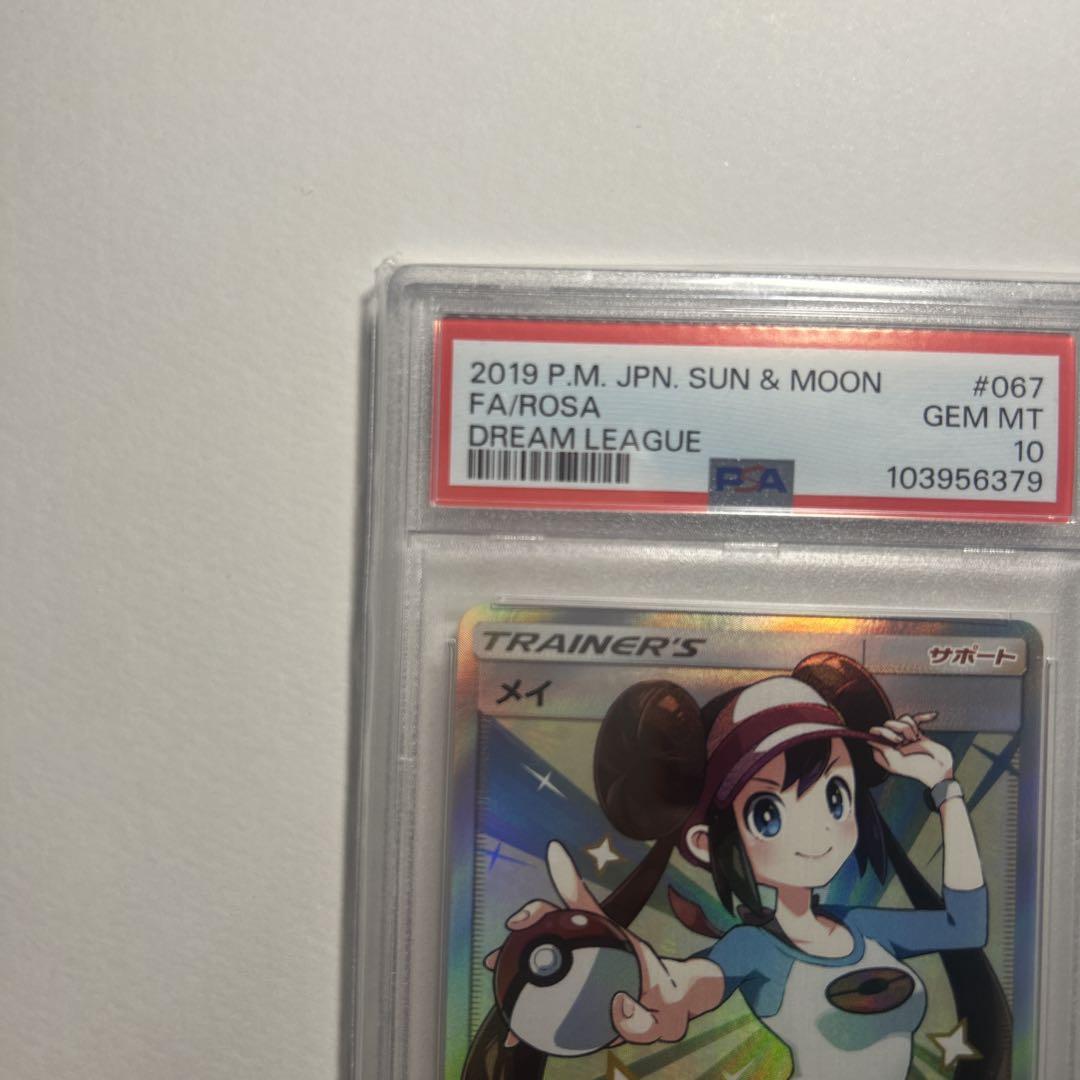 2019 P.M. JPN. SUN & MOON #067
FA/ROSA GEM MT
DREAM LEAGUE 10
PSA 103956379
TRAINER'S サポート
メイ